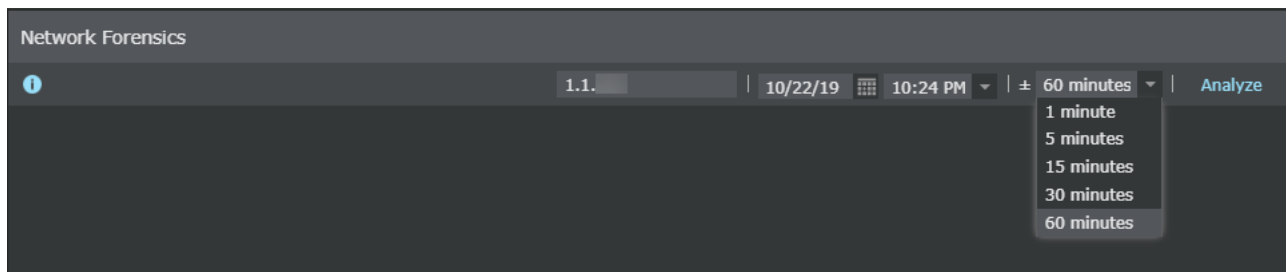 Network Forensics
i 1.1. | 10/22/19 10:24 PM | ± 60 minutes | Analyze
1 minute
5 minutes
15 minutes
30 minutes
60 minutes